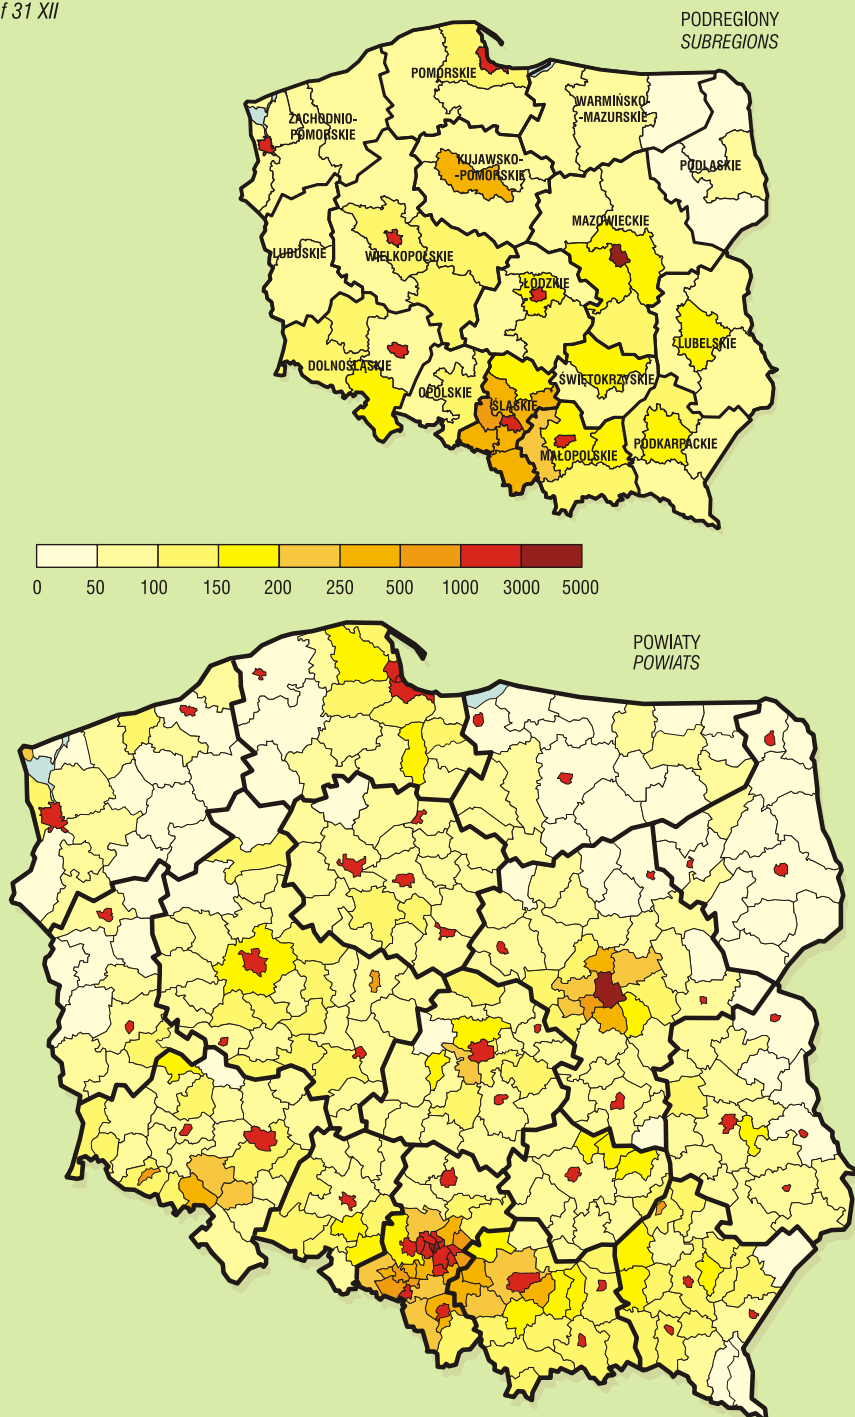 f 31 XII
PODREGIONY
SUBREGIONS
POMORSKIE
WARMIŃSKO-
-MAZURSKIE
ZACHODNIO-
POMORSKIE
KUJAWSKO-
-POMORSKIE
PODLASKIE
MAZOWIECKIE
LUBUSKIE
WIELKOPOLSKIE
ŁÓDZKIE
LUBELSKIE
DOLNOŚLĄSKIE
OPOLSKIE
ŚWIĘTOKRZYSKIE
ŚLĄSKIE
MAŁOPOLSKIE
PODKARPACKIE
0 50 100 150 200 250 500 1000 3000 5000
POWIATY
POWIATS